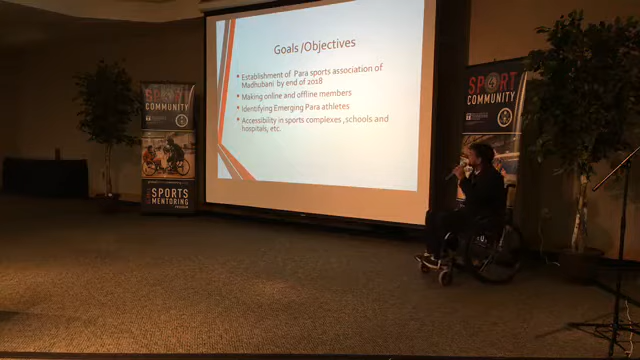 Goals /Objectives
• Establishment of Para sports association of
Madhubani by end of 2018
• Making online and offline members
• Identifying Emerging Para athletes
• Accessibility in sports complexes ,schools and
hospitals, etc.
SPORT
COMMUNITY
SPORTS
MENTORING
SPORT
COMMUNITY